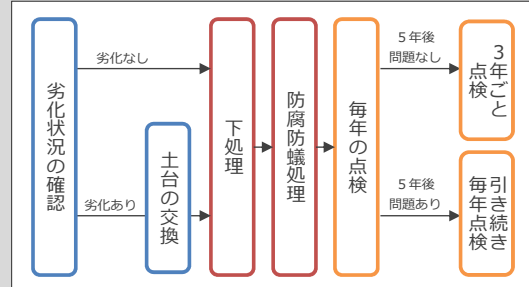 劣化状況の確認
劣化なし
劣化あり
土台の交換
下処理
防腐防蟻処理
毎年の点検
5年後
問題なし
3年ごと
点検
5年後
問題あり
引き続き
毎年点検